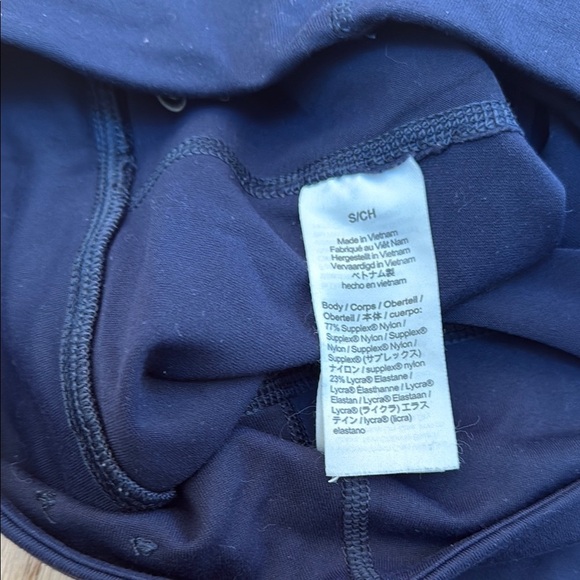 S/CH
Made in Vietnam
Fabriqué au Viêt Nam
Hergestellt in Vietnam
Vervaardigd in Vietnam
ベトナム製
hecho en vietnam
Body / Corps / Oberteil /
Oberteil / 本体 / cuerpo:
77% Supplex® Nylon /
Supplex® Nylon / Supplex®
Nylon / Supplex® Nylon /
Supplex® (サプレックス)
ナイロン / supplex® nylon
23% Lycra® Elastane /
Lycra® Élasthanne / Lycra®
Elastan / Lycra® Elastaan /
Lycra® (ライクラ) エラス
テイン / lycra® (licra)
elastano